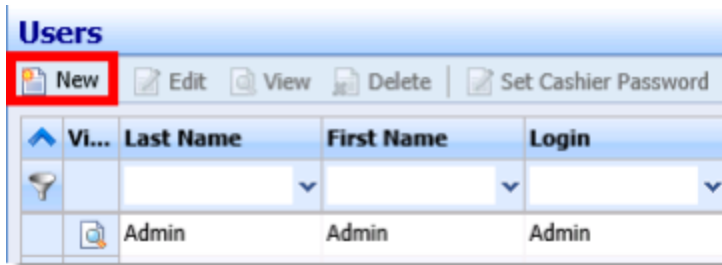 Users
New Edit View Delete Set Cashier Password
Vi... Last Name First Name Login
Admin Admin Admin